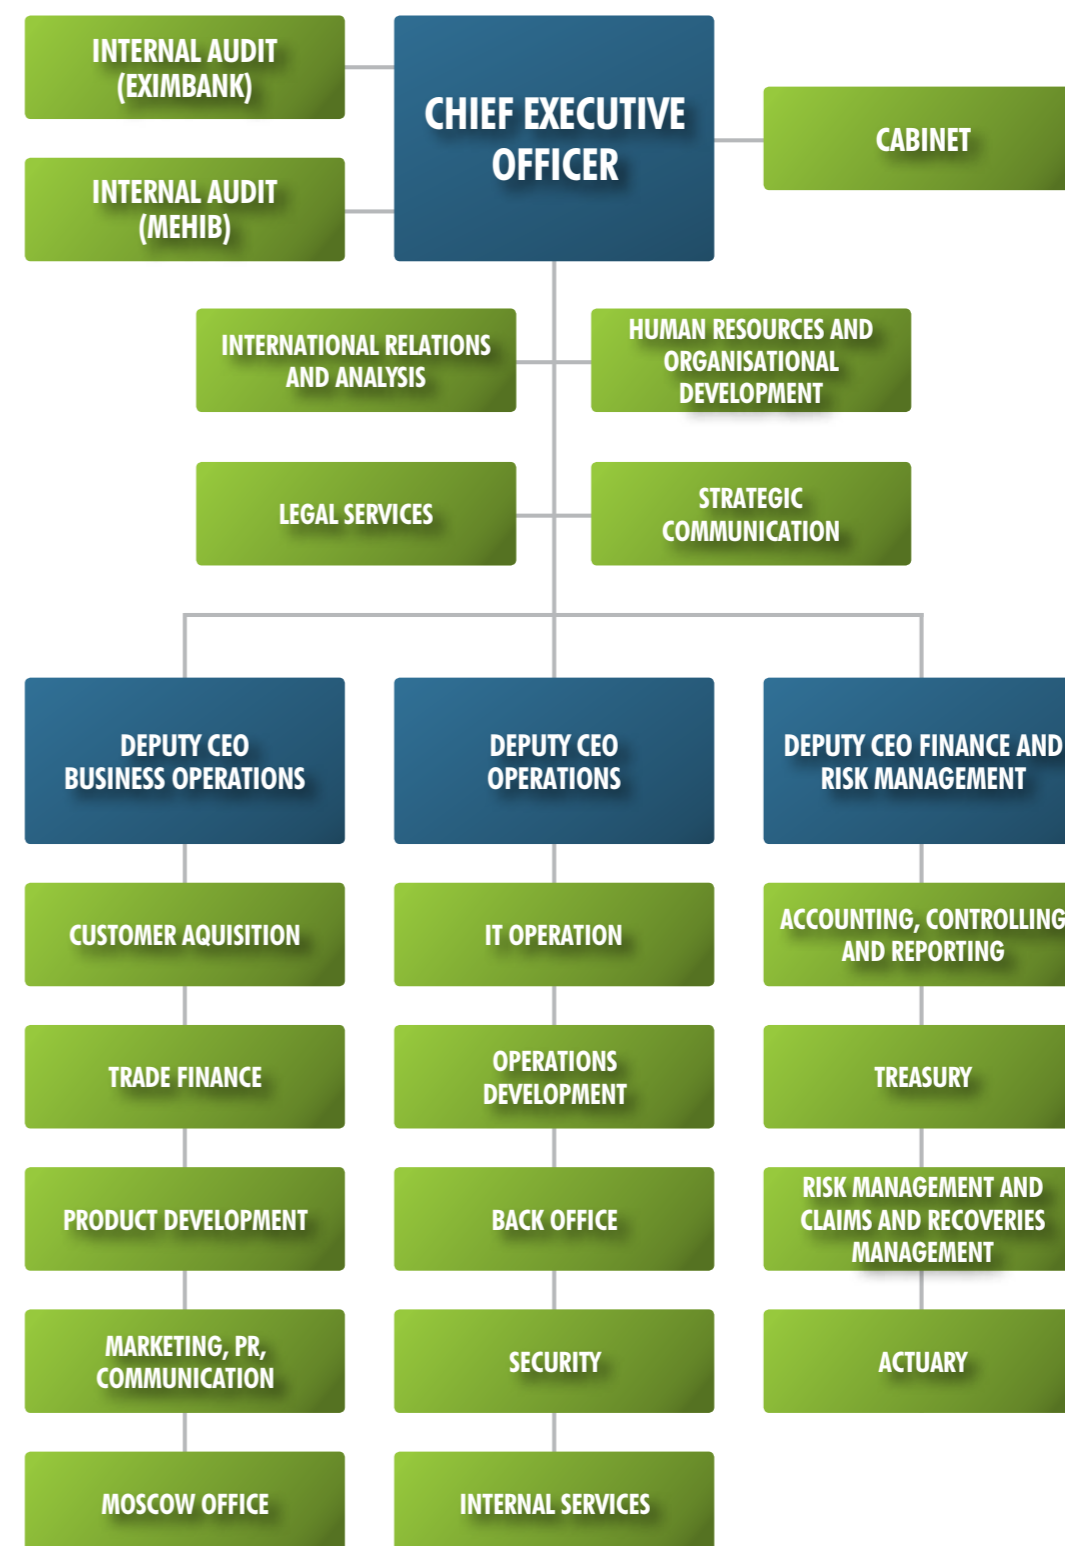 INTERNAL AUDIT
(EXIMBANK)
CHIEF EXECUTIVE
OFFICER
CABINET
INTERNAL AUDIT
(MEHIB)
INTERNATIONAL RELATIONS
AND ANALYSIS
HUMAN RESOURCES AND
ORGANISATIONAL
DEVELOPMENT
LEGAL SERVICES
STRATEGIC
COMMUNICATION
DEPUTY CEO
BUSINESS OPERATIONS
DEPUTY CEO
OPERATIONS
DEPUTY CEO FINANCE AND
RISK MANAGEMENT
CUSTOMER AQUISITION
IT OPERATION
ACCOUNTING, CONTROLLING
AND REPORTING
TRADE FINANCE
OPERATIONS
DEVELOPMENT
TREASURY
PRODUCT DEVELOPMENT
BACK OFFICE
RISK MANAGEMENT AND
CLAIMS AND RECOVERIES
MANAGEMENT
MARKETING, PR,
COMMUNICATION
SECURITY
ACTUARY
MOSCOW OFFICE
INTERNAL SERVICES